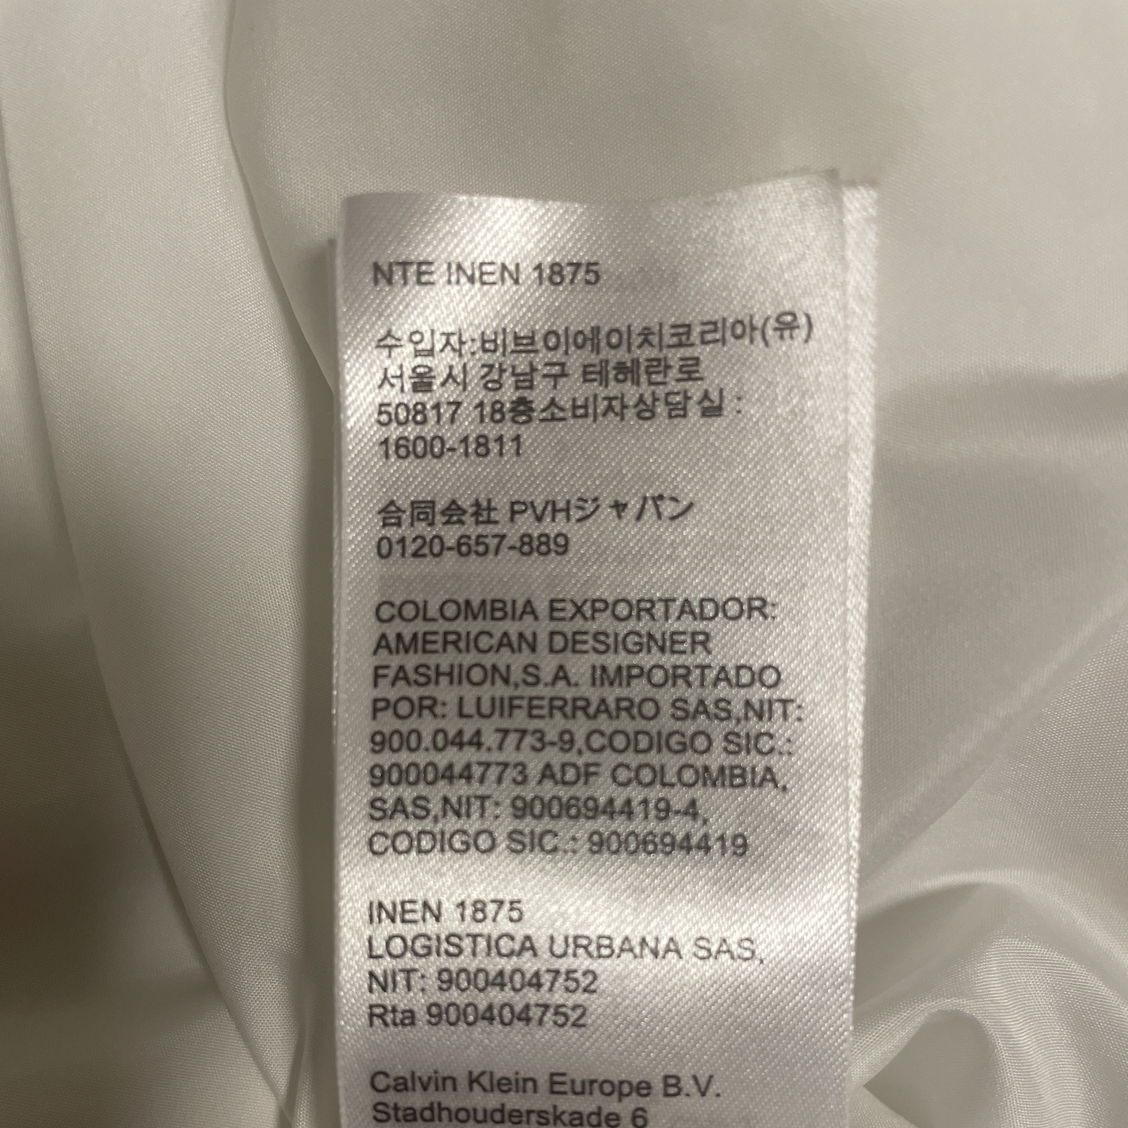 NTE INEN 1875
수입자:비브이에이치코리아(유)
서울시 강남구 테헤란로
50817 18층소비자상담실 :
1600-1811
合同会社 PVHジャパン
0120-657-889
COLOMBIA EXPORTADOR:
AMERICAN DESIGNER
FASHION,S.A. IMPORTADO
POR: LUIFERRARO SAS,NIT:
900.044.773-9,CODIGO SIC.:
900044773 ADF COLOMBIA,
SAS,NIT: 900694419-4,
CODIGO SIC.: 900694419
INEN 1875
LOGISTICA URBANA SAS,
NIT: 900404752
Rta 900404752
Calvin Klein Europe B.V.
Stadhouderskade 6